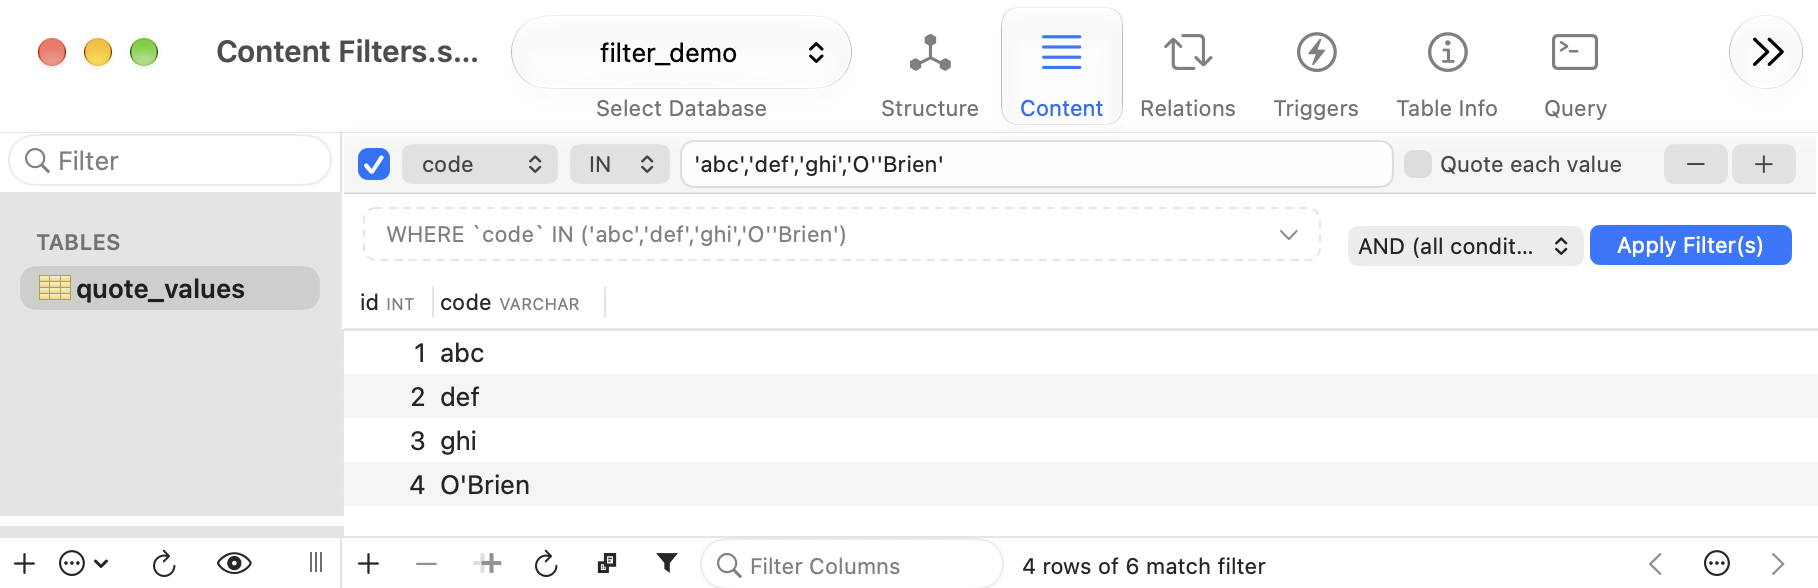 Content Filters.s...
filter_demo
Select Database
Structure
Content
Relations
Triggers
Table Info
Query
Filter
code
IN
'abc','def','ghi','O''Brien'
Quote each value
TABLES
quote_values
WHERE `code` IN ('abc','def','ghi','O''Brien')
AND (all condit...
Apply Filter(s)
id INT
code VARCHAR
1 abc
2 def
3 ghi
4 O'Brien
Filter Columns
4 rows of 6 match filter